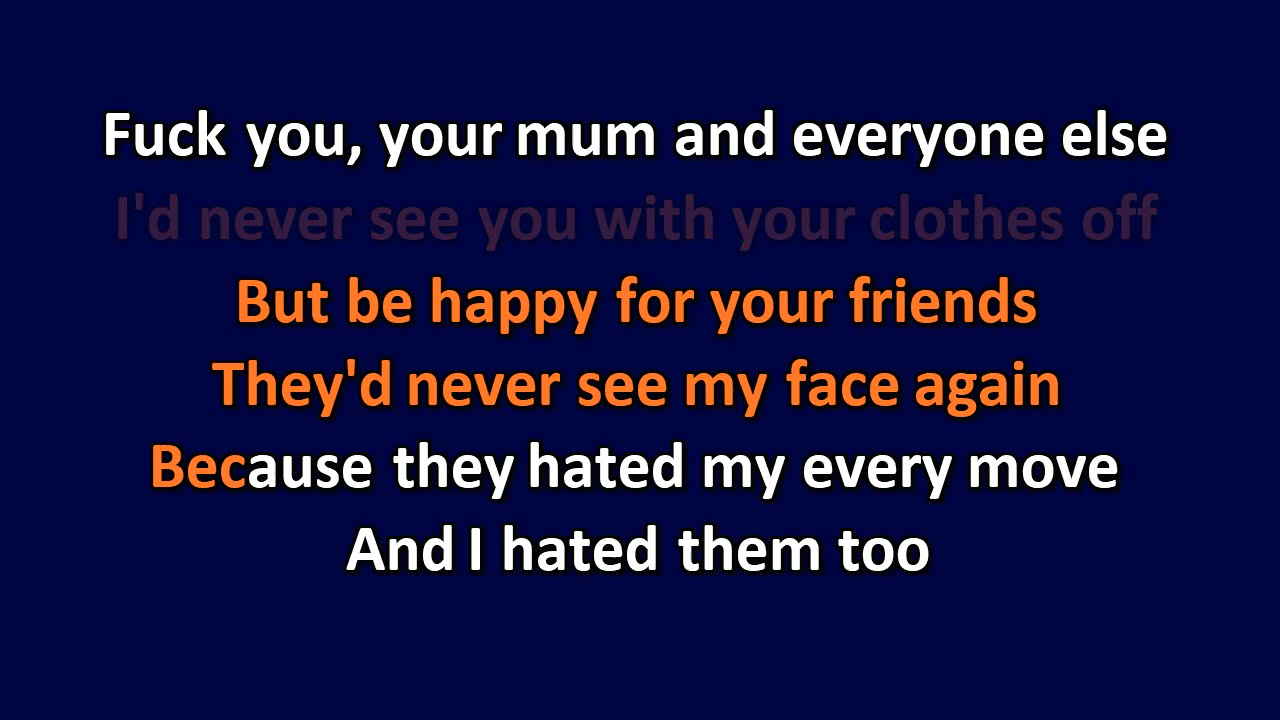 Fuck you, your mum and everyone else
I'd never see you with your clothes off
But be happy for your friends
They'd never see my face again
Because they hated my every move
And I hated them too